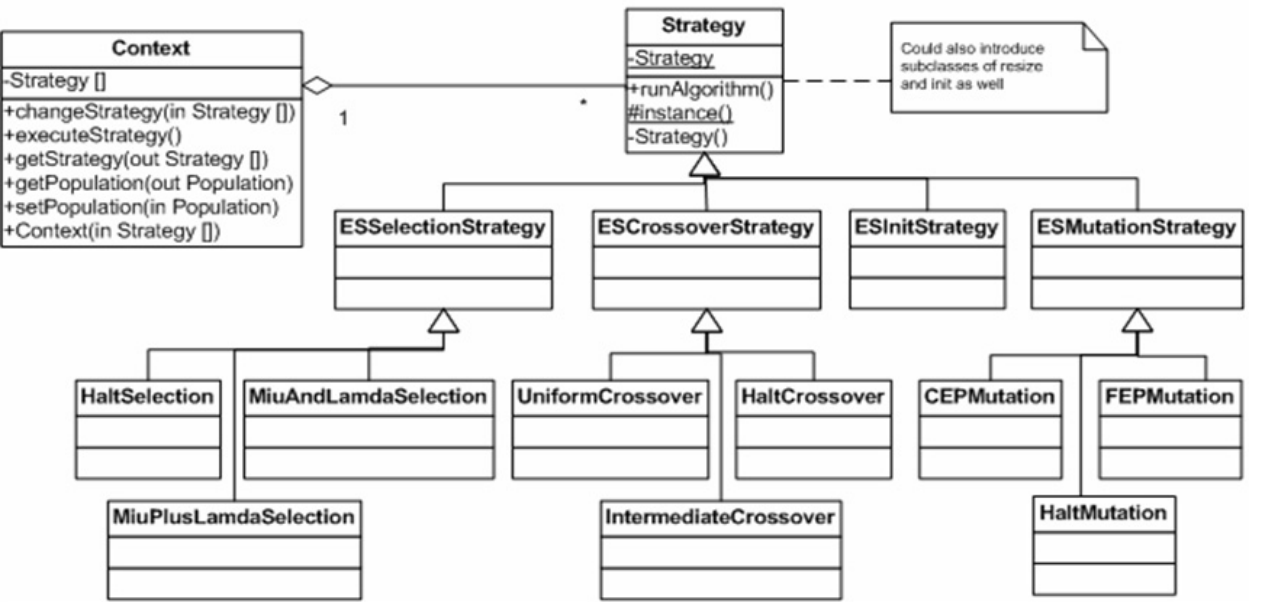 Context
-Strategy []
+changeStrategy(in Strategy [])
+executeStrategy()
+getStrategy(out Strategy [])
+getPopulation(out Population)
+setPopulation(in Population)
+Context(in Strategy [])
1
*
Strategy
-Strategy
+runAlgorithm()
#instance()
-Strategy()
Could also introduce
subclasses of resize
and init as well
ESSelectionStrategy
ESCrossoverStrategy
ESInitStrategy
ESMutationStrategy
HaltSelection
MiuAndLamdaSelection
UniformCrossover
HaltCrossover
CEPMutation
FEPMutation
MiuPlusLamdaSelection
IntermediateCrossover
HaltMutation